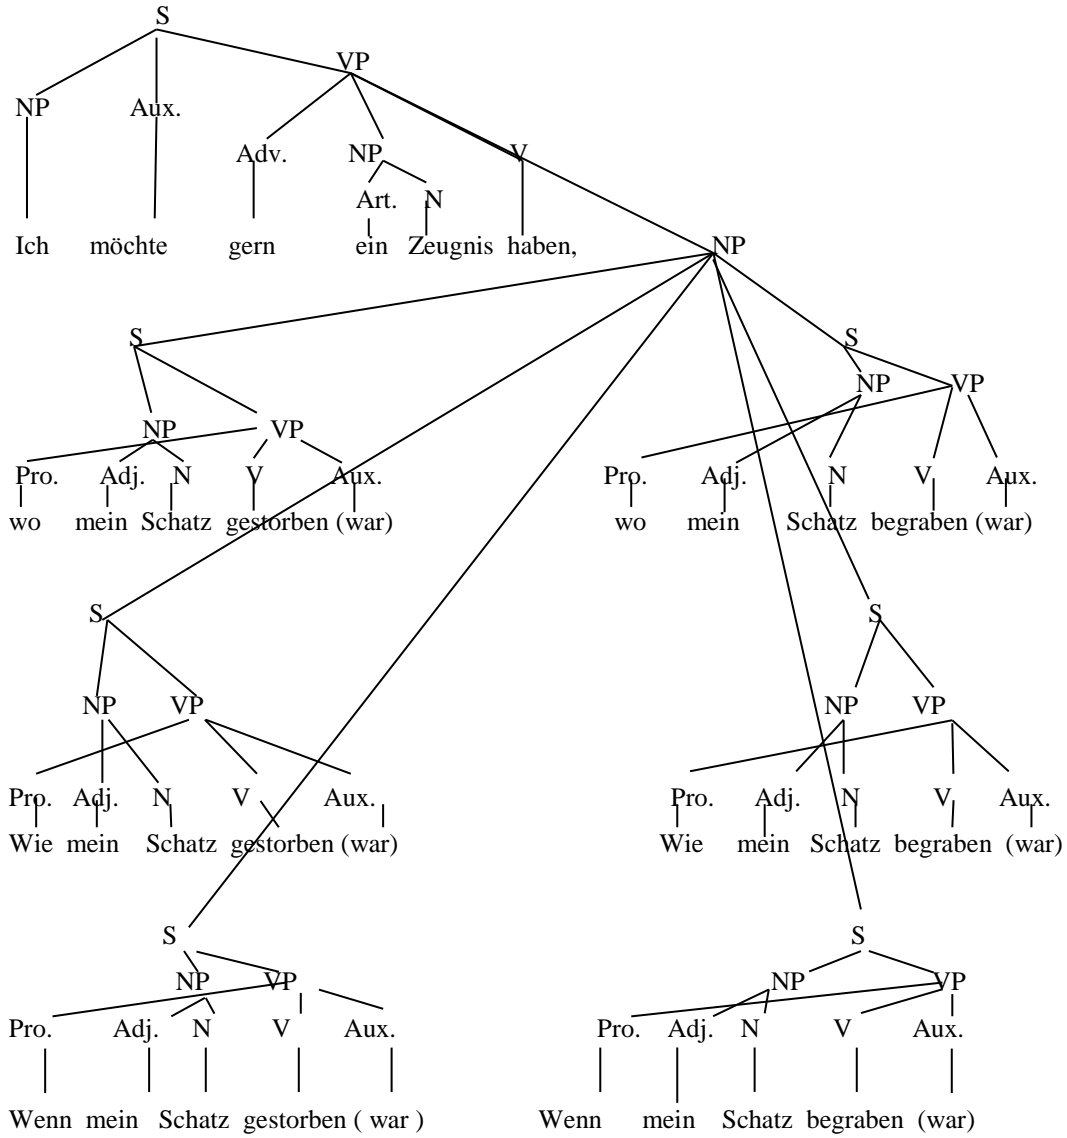 S
VP
NP Aux.
Adv. NP V
Art. N
Ich möchte gern ein Zeugnis haben,
NP
S S
NP VP
NP VP
Pro. Adj. N V Aux. Pro. Adj. N V Aux.
wo mein Schatz gestorben (war) wo mein Schatz begraben (war)
S S
NP VP NP VP
Pro. Adj. N V Aux. Pro. Adj. N V Aux.
Wie mein Schatz gestorben (war) Wie mein Schatz begraben (war)
S S
NP VP NP VP
Pro. Adj. N V Aux. Pro. Adj. N V Aux.
Wenn mein Schatz gestorben ( war ) Wenn mein Schatz begraben (war)